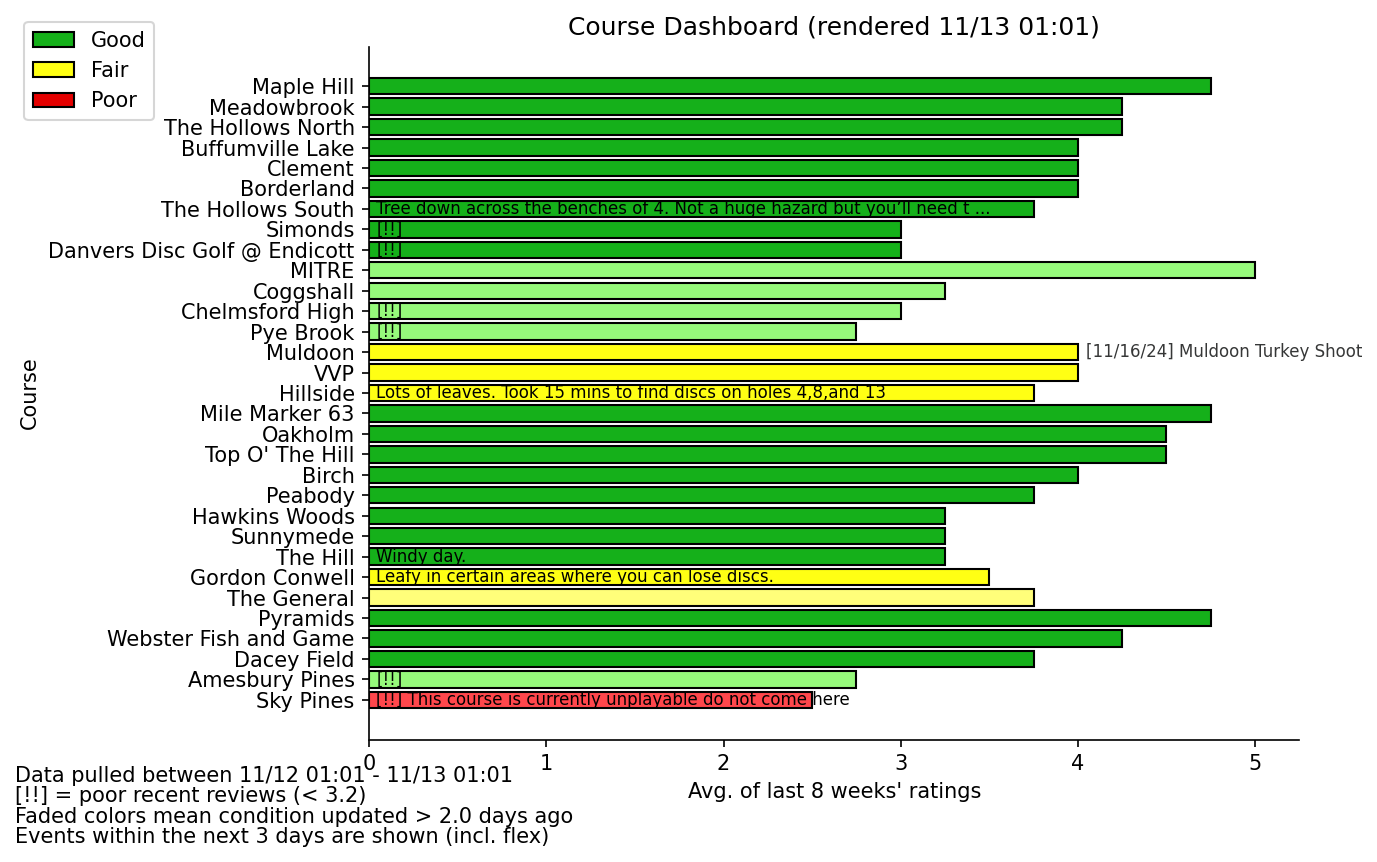 Course Dashboard (rendered 11/13 01:01)
Good
Fair
Poor
Maple Hill
Meadowbrook
The Hollows North
Buffumville Lake
Clement
Borderland
The Hollows South
Tree down across the benches of 4. Not a huge hazard but you'll need t ...
Simonds
[!!]
Danvers Disc Golf @ Endicott
[!!]
MITRE
Coggshall
Chelmsford High
[!!]
Pye Brook
[!!]
Muldoon
[11/16/24] Muldoon Turkey Shoot
VVP
Hillside
Lots of leaves. Took 15 mins to find discs on holes 4,8,and 13
Mile Marker 63
Oakholm
Top O' The Hill
Birch
Peabody
Hawkins Woods
Sunnymede
The Hill
Windy day.
Gordon Conwell
Leafy in certain areas where you can lose discs.
The General
Pyramids
Webster Fish and Game
Dacey Field
Amesbury Pines
[!!]
Sky Pines
[!!] This course is currently unplayable do not come here
Course
0 1 2 3 4 5
Avg. of last 8 weeks' ratings
Data pulled between 11/12 01:01 - 11/13 01:01
[!!] = poor recent reviews (< 3.2)
Faded colors mean condition updated > 2.0 days ago
Events within the next 3 days are shown (incl. flex)